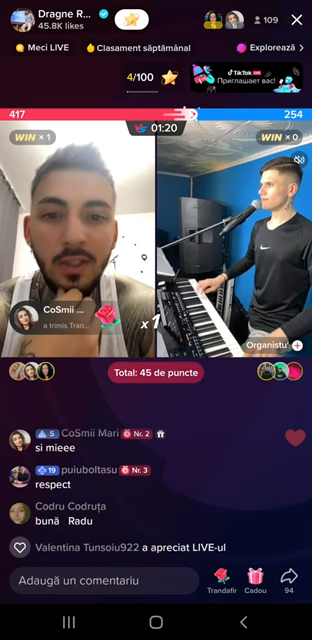 Dragne R...
45.8K likes
109
Meci LIVE
Clasament săptămânal
Explorează >
4/100
TikTok LIVE
Приглашает вас!
417
254
WIN × 1
01:20
WIN × 0
CoSmii ...
a trimis Tran...
x 1
Organistu'
Total: 45 de puncte
5 CoSmii Mari Nr. 2
si mieee
19 puiuboltasu Nr. 3
respect
Codru Codruța
bună Radu
Valentina Tunsoiu922 a apreciat LIVE-ul
Adaugă un comentariu
Trandafir
Cadou
94